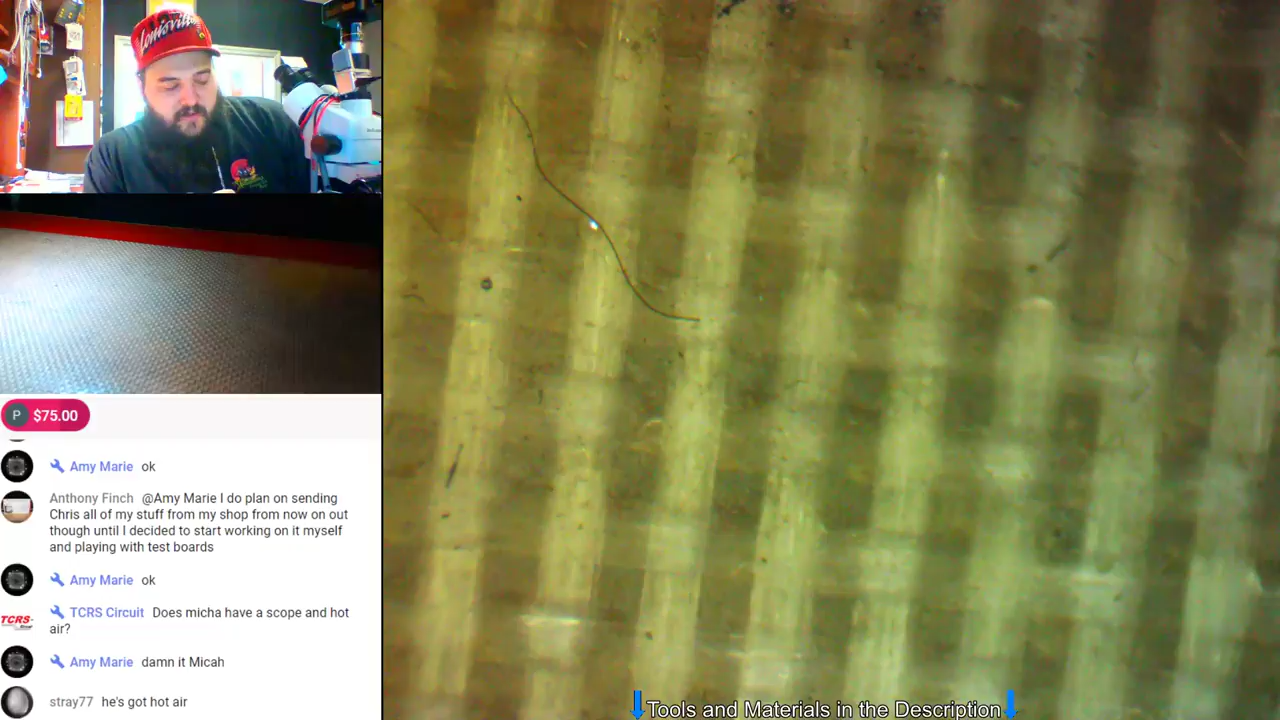 Louisville
P $75.00
Amy Marie ok
Anthony Finch @Amy Marie I do plan on sending
Chris all of my stuff from my shop from now on out
though until I decided to start working on it myself
and playing with test boards
Amy Marie ok
TCRS Circuit Does micha have a scope and hot
air?
TCRS-
Amy Marie damn it Micah
stray77 he's got hot air
Tools and Materials in the Description